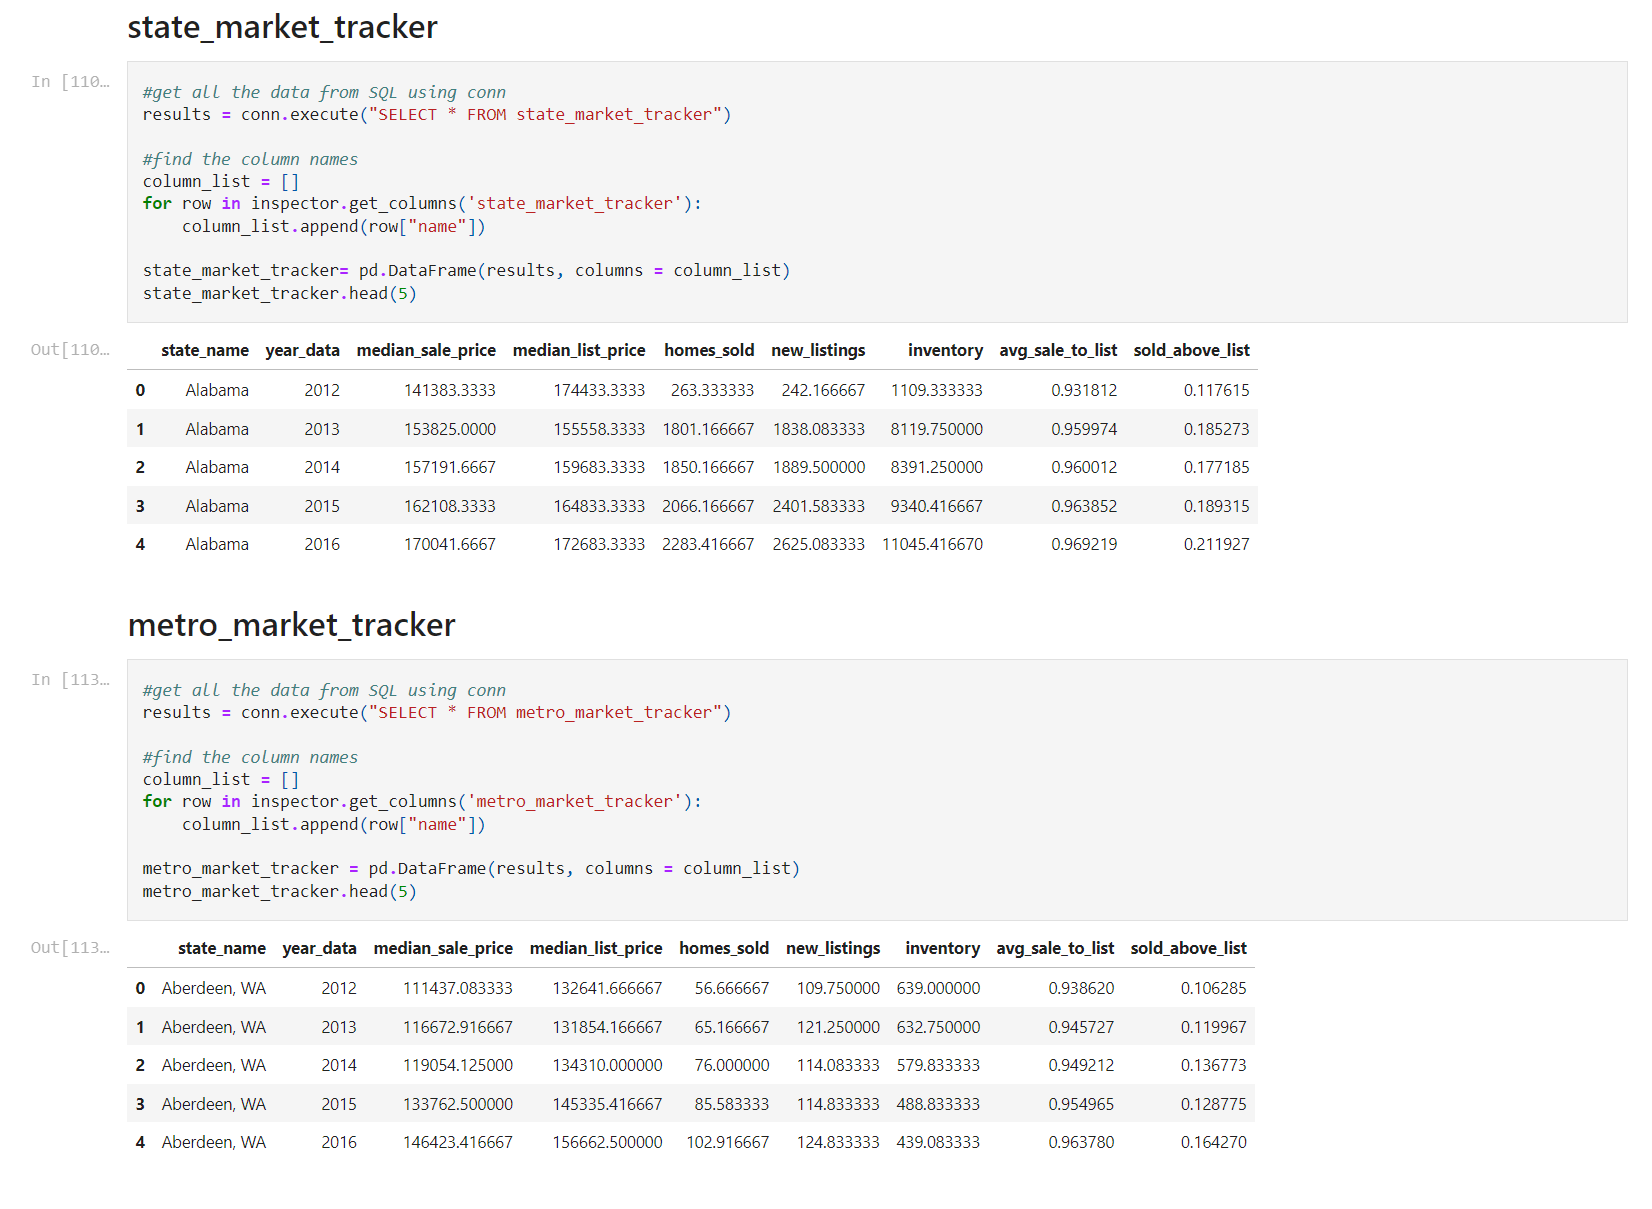 state_market_tracker
In [110…
#get all the data from SQL using conn
results = conn.execute("SELECT * FROM state_market_tracker")
#find the column names
column_list = []
for row in inspector.get_columns('state_market_tracker'):
    column_list.append(row["name"])
state_market_tracker= pd.DataFrame(results, columns = column_list)
state_market_tracker.head(5)
Out[110…
state_name year_data median_sale_price median_list_price homes_sold new_listings inventory avg_sale_to_list sold_above_list
0 Alabama 2012 141383.3333 174433.3333 263.333333 242.166667 1109.333333 0.931812 0.117615
1 Alabama 2013 153825.0000 155558.3333 1801.166667 1838.083333 8119.750000 0.959974 0.185273
2 Alabama 2014 157191.6667 159683.3333 1850.166667 1889.500000 8391.250000 0.960012 0.177185
3 Alabama 2015 162108.3333 164833.3333 2066.166667 2401.583333 9340.416667 0.963852 0.189315
4 Alabama 2016 170041.6667 172683.3333 2283.416667 2625.083333 11045.416670 0.969219 0.211927
metro_market_tracker
In [113…
#get all the data from SQL using conn
results = conn.execute("SELECT * FROM metro_market_tracker")
#find the column names
column_list = []
for row in inspector.get_columns('metro_market_tracker'):
    column_list.append(row["name"])
metro_market_tracker = pd.DataFrame(results, columns = column_list)
metro_market_tracker.head(5)
Out[113…
state_name year_data median_sale_price median_list_price homes_sold new_listings inventory avg_sale_to_list sold_above_list
0 Aberdeen, WA 2012 111437.083333 132641.666667 56.666667 109.750000 639.000000 0.938620 0.106285
1 Aberdeen, WA 2013 116672.916667 131854.166667 65.166667 121.250000 632.750000 0.945727 0.119967
2 Aberdeen, WA 2014 119054.125000 134310.000000 76.000000 114.083333 579.833333 0.949212 0.136773
3 Aberdeen, WA 2015 133762.500000 145335.416667 85.583333 114.833333 488.833333 0.954965 0.128775
4 Aberdeen, WA 2016 146423.416667 156662.500000 102.916667 124.833333 439.083333 0.963780 0.164270